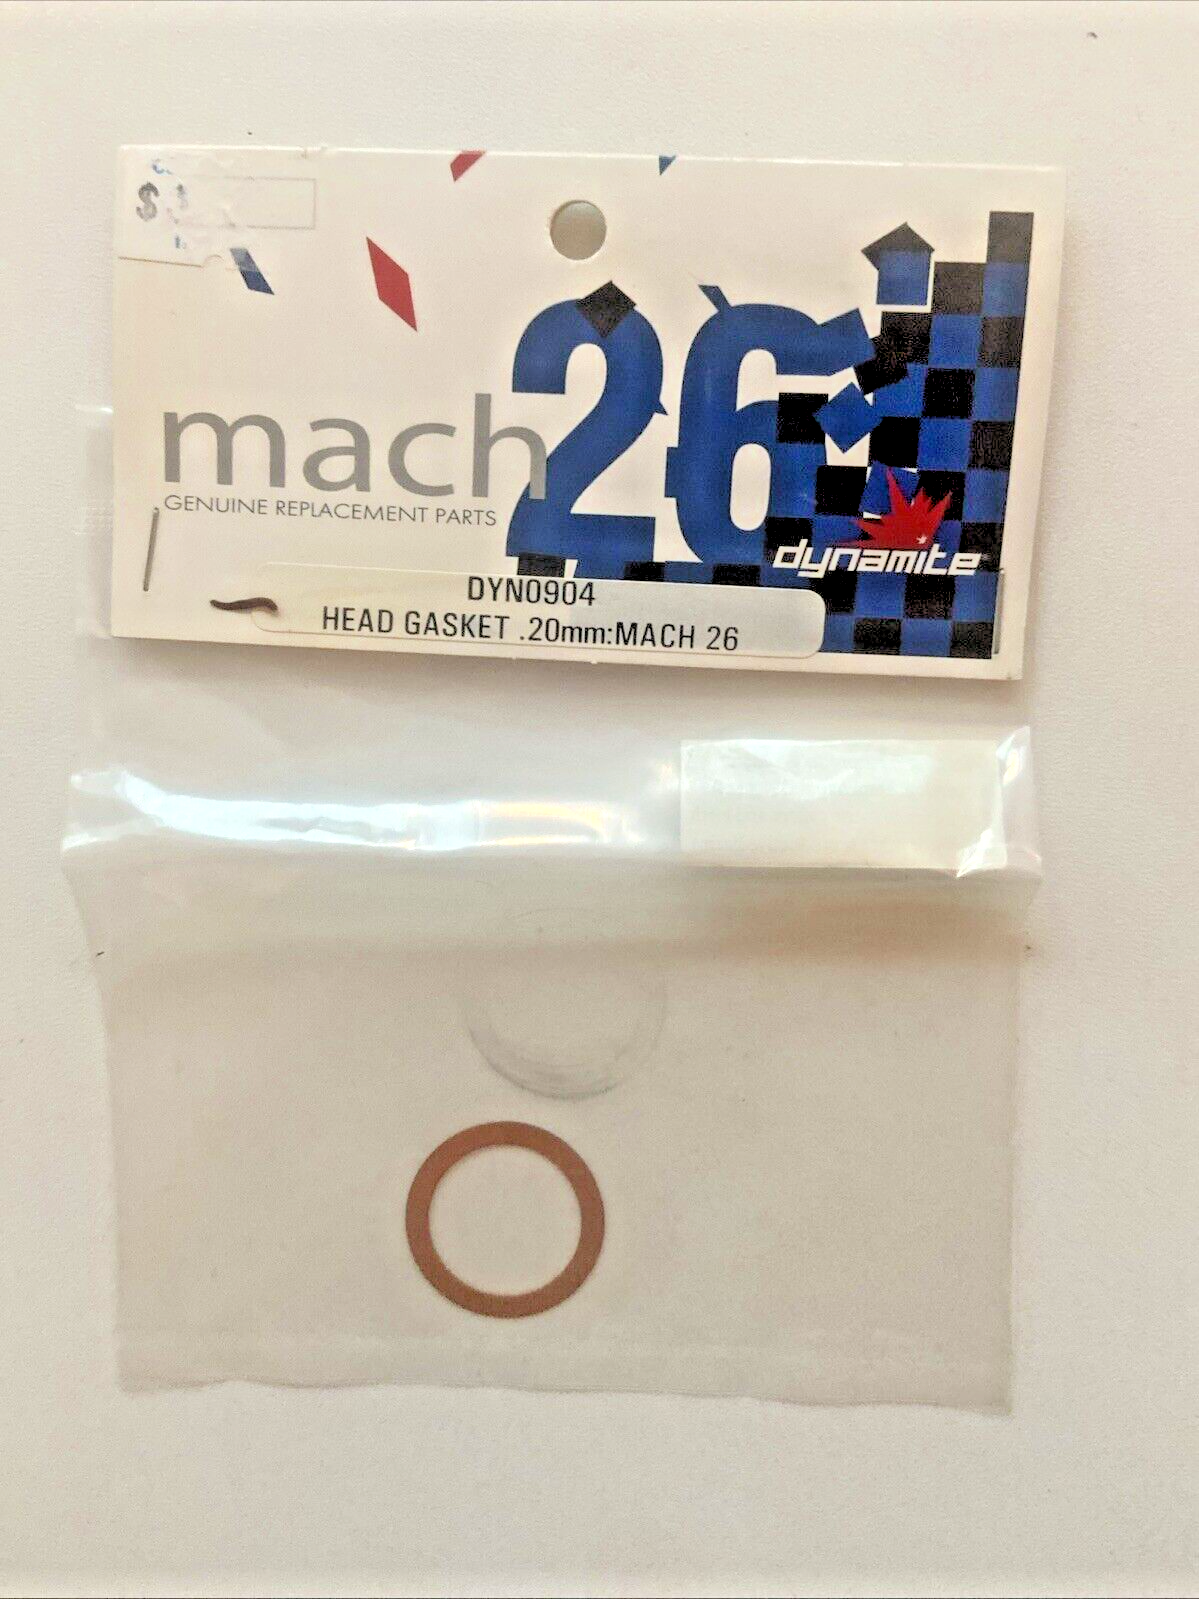 $
26
mach
GENUINE REPLACEMENT PARTS
dynamite
DYN0904
HEAD GASKET .20mm:MACH 26